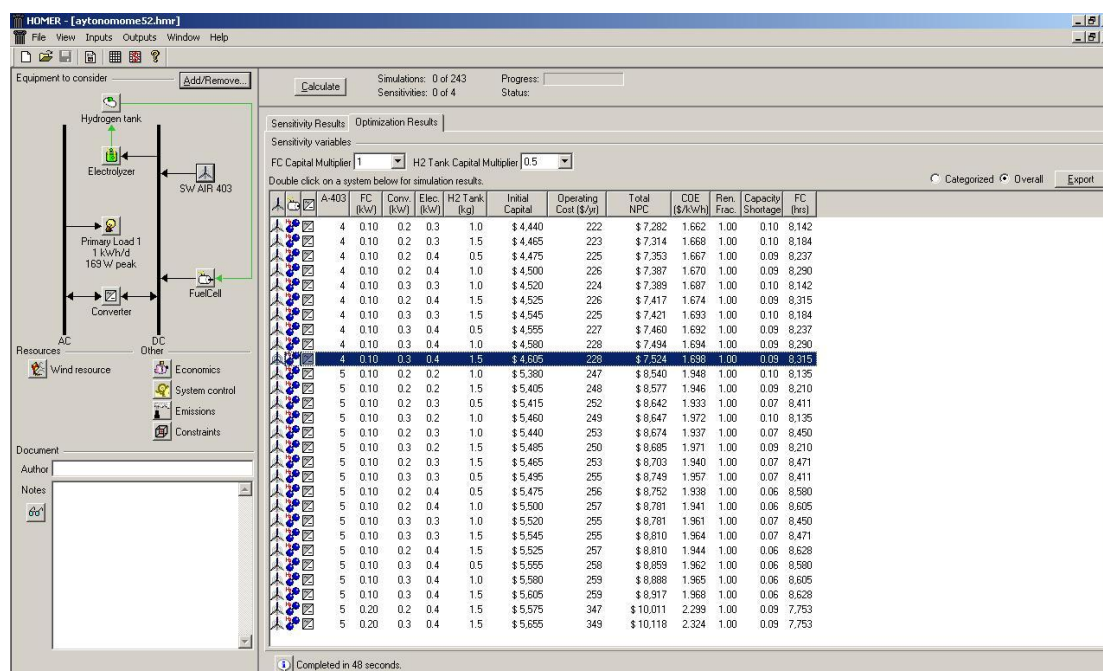 HOMER - [aytonomome52.hmr]
File View Inputs Outputs Window Help
Equipment to consider
Add/Remove...
Hydrogen tank
Electrolyzer
SW AIR 403
Primary Load 1
1 kWh/d
169 W peak
FuelCell
Converter
AC
DC
Resources
Other
Wind resource
Economics
System control
Emissions
Constraints
Document
Author
Notes
Calculate
Simulations: 0 of 243
Progress:
Sensitivities: 0 of 4
Status:
Sensitivity Results Optimization Results
Sensitivity variables
FC Capital Multiplier 1 H2 Tank Capital Multiplier 0.5
Double click on a system below for simulation results.
Categorized Overall Export
A-403 FC (kW) Conv. (kW) Elec. (kW) H2 Tank (kg) Initial Capital Operating Cost ($/yr) Total NPC COE ($/kWh) Ren. Frac. Capacity Shortage FC (hrs)
4 0.10 0.2 0.3 1.0 $ 4,440 222 $ 7,282 1.662 1.00 0.10 8,142
4 0.10 0.2 0.3 1.5 $ 4,465 223 $ 7,314 1.668 1.00 0.10 8,184
4 0.10 0.2 0.4 0.5 $ 4,475 225 $ 7,353 1.667 1.00 0.09 8,237
4 0.10 0.2 0.4 1.0 $ 4,500 226 $ 7,387 1.670 1.00 0.09 8,290
4 0.10 0.3 0.3 1.0 $ 4,520 224 $ 7,389 1.687 1.00 0.10 8,142
4 0.10 0.2 0.4 1.5 $ 4,525 226 $ 7,417 1.674 1.00 0.09 8,315
4 0.10 0.3 0.3 1.5 $ 4,545 225 $ 7,421 1.693 1.00 0.10 8,184
4 0.10 0.3 0.4 0.5 $ 4,555 227 $ 7,460 1.692 1.00 0.09 8,237
4 0.10 0.3 0.4 1.0 $ 4,580 228 $ 7,494 1.694 1.00 0.09 8,290
4 0.10 0.3 0.4 1.5 $ 4,605 228 $ 7,524 1.698 1.00 0.09 8,315
5 0.10 0.2 0.2 1.0 $ 5,380 247 $ 8,540 1.948 1.00 0.10 8,135
5 0.10 0.2 0.2 1.5 $ 5,405 248 $ 8,577 1.946 1.00 0.09 8,210
5 0.10 0.2 0.3 0.5 $ 5,415 252 $ 8,642 1.933 1.00 0.07 8,411
5 0.10 0.3 0.2 1.0 $ 5,460 249 $ 8,647 1.972 1.00 0.10 8,135
5 0.10 0.2 0.3 1.0 $ 5,440 253 $ 8,674 1.937 1.00 0.07 8,450
5 0.10 0.3 0.2 1.5 $ 5,485 250 $ 8,685 1.971 1.00 0.09 8,210
5 0.10 0.2 0.3 1.5 $ 5,465 253 $ 8,703 1.940 1.00 0.07 8,471
5 0.10 0.3 0.3 0.5 $ 5,495 255 $ 8,749 1.957 1.00 0.07 8,411
5 0.10 0.2 0.4 0.5 $ 5,475 256 $ 8,752 1.938 1.00 0.06 8,580
5 0.10 0.2 0.4 1.0 $ 5,500 257 $ 8,781 1.941 1.00 0.06 8,605
5 0.10 0.3 0.3 1.0 $ 5,520 255 $ 8,781 1.961 1.00 0.07 8,450
5 0.10 0.3 0.3 1.5 $ 5,545 255 $ 8,810 1.964 1.00 0.07 8,471
5 0.10 0.2 0.4 1.5 $ 5,525 257 $ 8,810 1.944 1.00 0.06 8,628
5 0.10 0.3 0.4 0.5 $ 5,555 258 $ 8,859 1.962 1.00 0.06 8,580
5 0.10 0.3 0.4 1.0 $ 5,580 259 $ 8,888 1.965 1.00 0.06 8,605
5 0.10 0.3 0.4 1.5 $ 5,605 259 $ 8,917 1.968 1.00 0.06 8,628
5 0.20 0.2 0.4 1.5 $ 5,575 347 $ 10,011 2.299 1.00 0.09 7,753
5 0.20 0.3 0.4 1.5 $ 5,655 349 $ 10,118 2.324 1.00 0.09 7,753
Completed in 48 seconds.